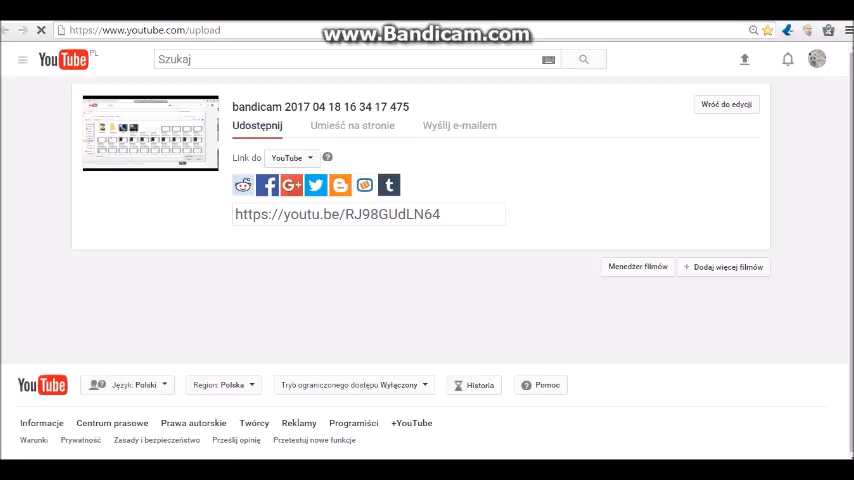 https://www.youtube.com/upload
www.Bandicam.com
YouTube PL
Szukaj
bandicam 2017 04 18 16 34 17 475
Wróć do edycji
Udostępnij Umieść na stronie Wyślij e-mailem
Link do YouTube ?
https://youtu.be/RJ98GUdLN64
Menedżer filmów + Dodaj więcej filmów
YouTube Język: Polski Region: Polska Tryb ograniczonego dostępu Wyłączony Historia ? Pomoc
Informacje Centrum prasowe Prawa autorskie Twórcy Reklamy Programiści +YouTube
Warunki Prywatność Zasady i bezpieczeństwo Prześlij opinię Przetestuj nowe funkcje